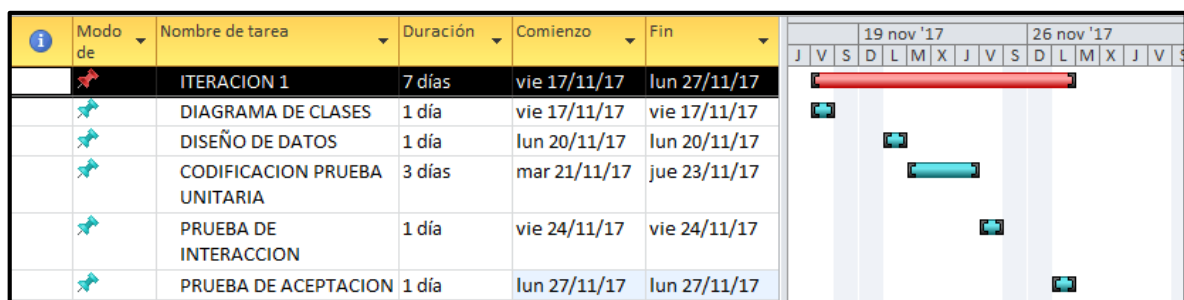 Modo de	Nombre de tarea	Duración	Comienzo	Fin	19 nov '17	26 nov '17
J V S D L M X J V S D L M X J V S
ITERACION 1	7 días	vie 17/11/17	lun 27/11/17
DIAGRAMA DE CLASES	1 día	vie 17/11/17	vie 17/11/17
DISEÑO DE DATOS	1 día	lun 20/11/17	lun 20/11/17
CODIFICACION PRUEBA	3 días	mar 21/11/17	jue 23/11/17
UNITARIA
PRUEBA DE	1 día	vie 24/11/17	vie 24/11/17
INTERACCION
PRUEBA DE ACEPTACION	1 día	lun 27/11/17	lun 27/11/17